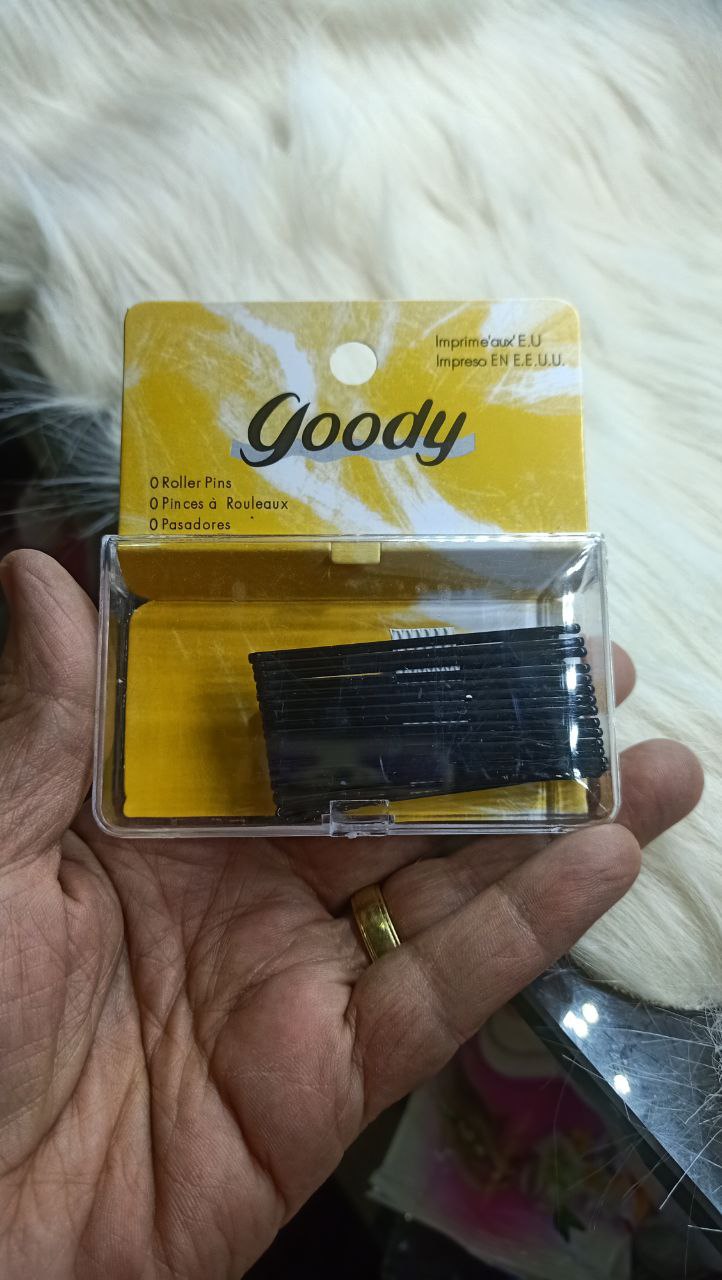 Imprime'aux' E.U
Impreso EN E.E.U.U.
goody
0 Roller Pins
0 Pinces à Rouleaux
0 Pasadores